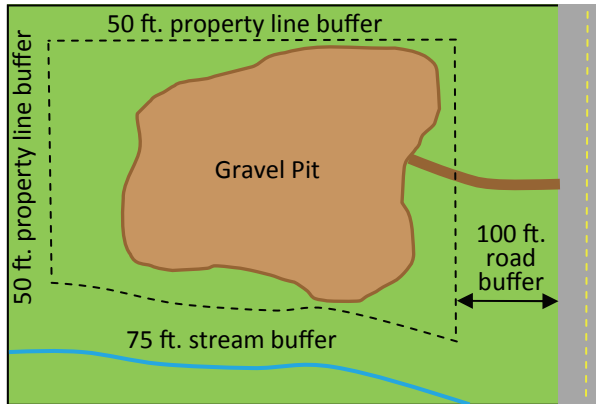 50 ft. property line buffer
50 ft. property line buffer
Gravel Pit
100 ft.
road
buffer
75 ft. stream buffer